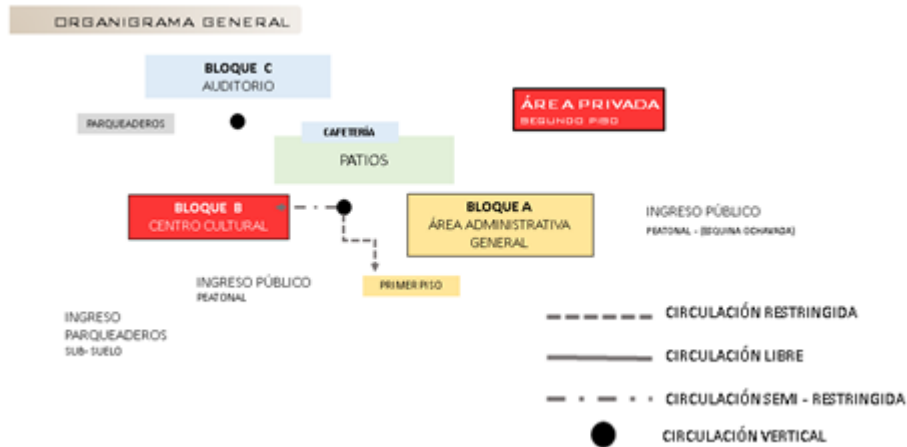 ORGANIGRAMA GENERAL
BLOQUE C
AUDITORIO
PARQUEADEROS
ÁREA PRIVADA
SEGUNDO PISO
CAFETERÍA
PATIOS
BLOQUE B
CENTRO CULTURAL
BLOQUE A
ÁREA ADMINISTRATIVA
GENERAL
INGRESO PÚBLICO
PEATONAL - (ESQUINA OCHAVADA)
INGRESO PÚBLICO
PEATONAL
PRIMER PISO
INGRESO
PARQUEADEROS
SUB- SUELO
CIRCULACIÓN RESTRINGIDA
CIRCULACIÓN LIBRE
CIRCULACIÓN SEMI - RESTRINGIDA
CIRCULACIÓN VERTICAL